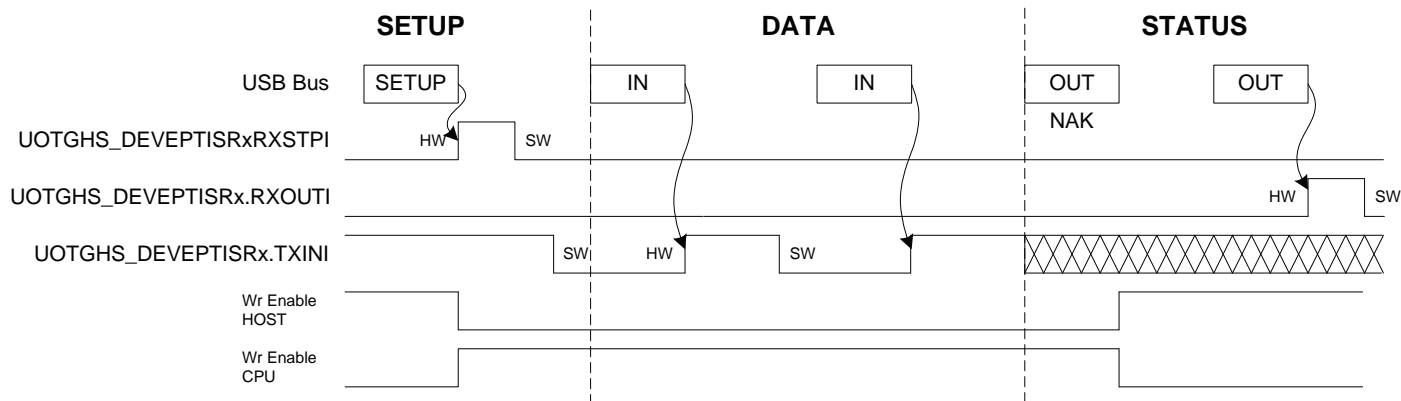 SETUP DATA STATUS
USB Bus SETUP IN IN OUT OUT
NAK
UOTGHS_DEVEPTISRxRXSTPI HW SW
UOTGHS_DEVEPTISRx.RXOUTI HW SW
UOTGHS_DEVEPTISRx.TXINI SW HW SW
Wr Enable
HOST
Wr Enable
CPU